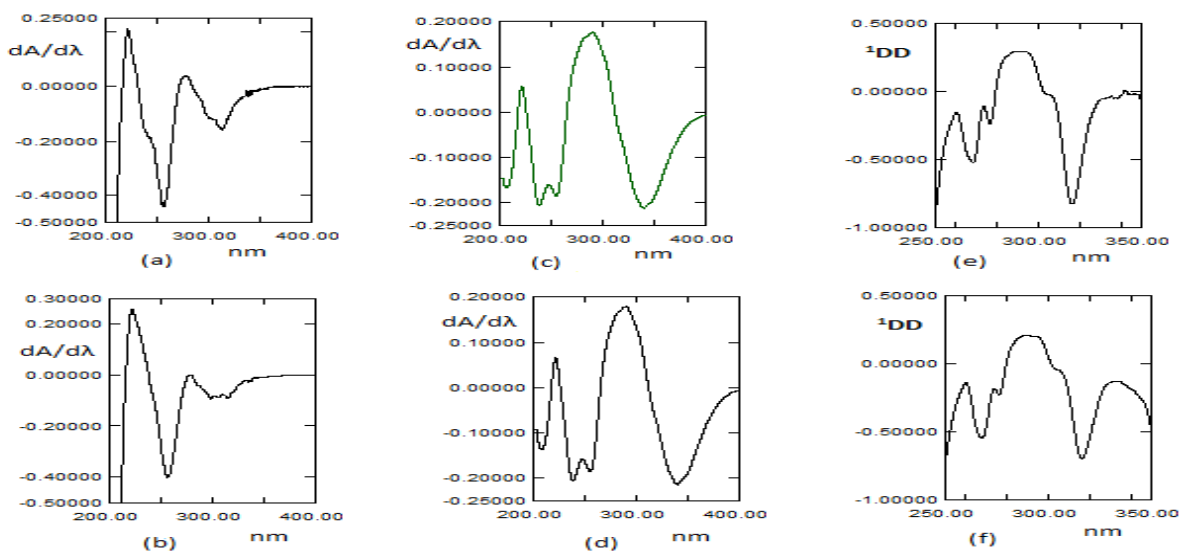 0.25000
dA/dλ
0.00000
-0.20000
-0.40000
-0.50000
200.00 300.00 400.00
nm
(a)
0.20000
dA/dλ
0.10000
0.00000
-0.10000
-0.20000
-0.25000
200.00 300.00 400.00
nm
(c)
0.50000
¹DD
0.00000
-0.50000
-1.00000
250.00 300.00 350.00
nm
(e)
0.30000
0.20000
dA/dλ
0.00000
-0.20000
-0.40000
-0.50000
200.00 300.00 400.00
nm
(b)
0.20000
dA/dλ
0.10000
0.00000
-0.10000
-0.20000
-0.25000
200.00 300.00 400.00
nm
(d)
0.50000
¹DD
0.00000
-0.50000
-1.00000
250.00 300.00 350.00
nm
(f)